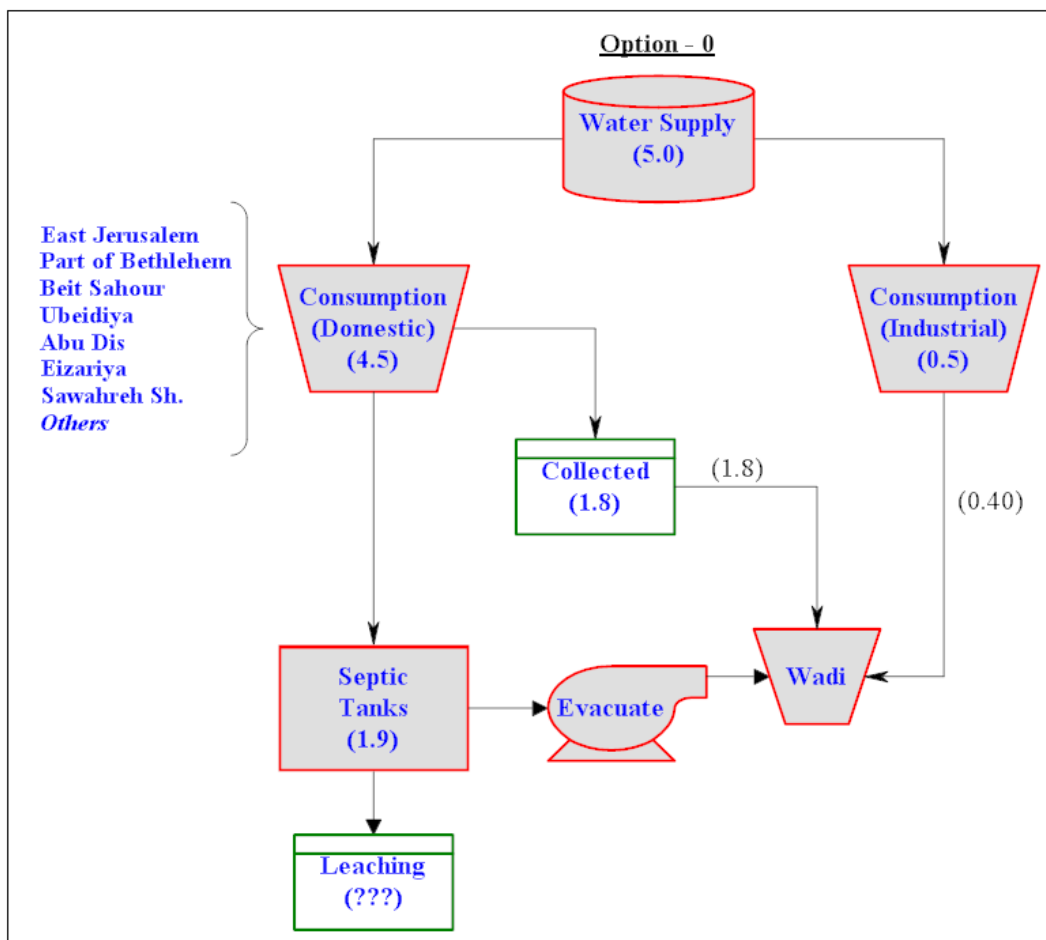 Option - 0
Water Supply
(5.0)
East Jerusalem
Part of Bethlehem
Beit Sahour
Ubeidiya
Abu Dis
Eizariya
Sawahreh Sh.
Others
Consumption
(Domestic)
(4.5)
Consumption
(Industrial)
(0.5)
Collected
(1.8)
(1.8)
(0.40)
Septic
Tanks
(1.9)
Evacuate
Wadi
Leaching
(???)